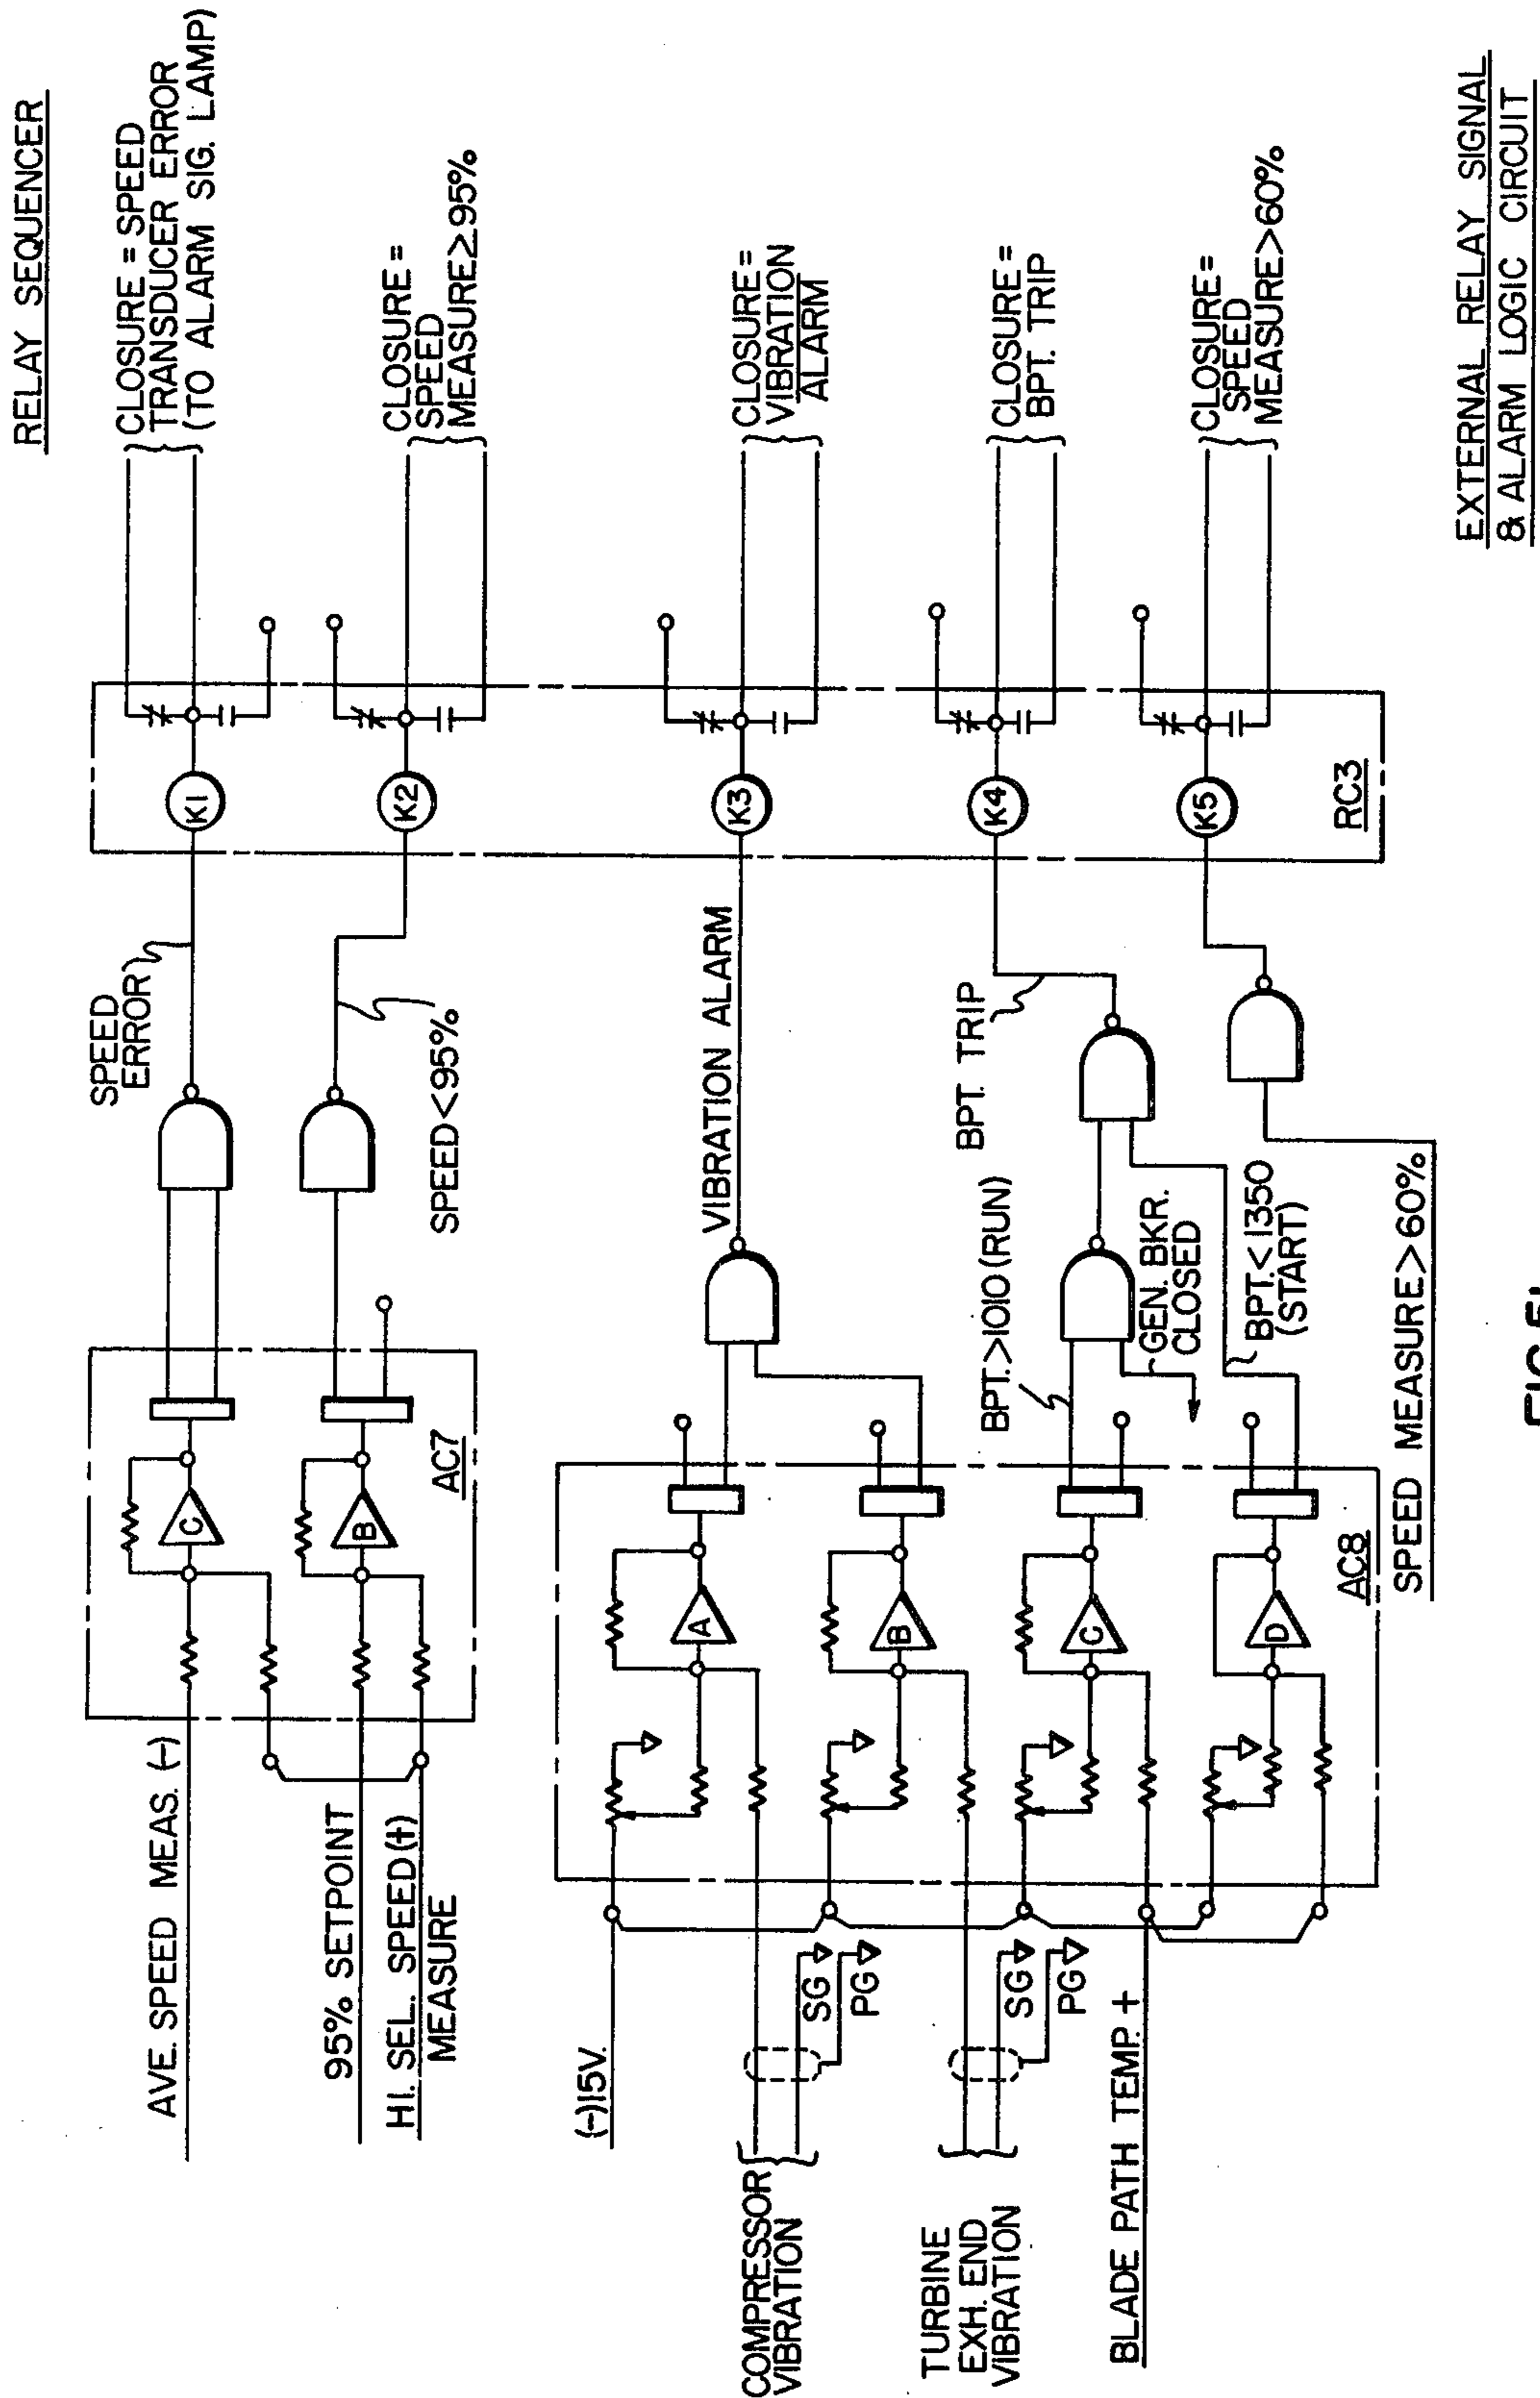 RELAY SEQUENCER
AVE. SPEED MEAS. (-)
95% SETPOINT
HI. SEL. SPEED (+)
MEASURE
C
B
AC7
SPEED
ERROR
SPEED<95%
K1
K2
CLOSURE = SPEED
TRANSDUCER ERROR
(TO ALARM SIG. LAMP)
CLOSURE =
SPEED
MEASURE≥95%
(-)15V.
COMPRESSOR
VIBRATION
SG
PG
TURBINE
EXH. END
VIBRATION
SG
PG
BLADE PATH TEMP. +
A
B
C
D
AC8
VIBRATION ALARM
BPT.>1010 (RUN)
GEN. BKR.
CLOSED
BPT.<1350
(START)
BPT. TRIP
SPEED MEASURE>60%
K3
K4
K5
RC3
CLOSURE =
VIBRATION
ALARM
CLOSURE =
BPT. TRIP
CLOSURE=
SPEED
MEASURE>60%
EXTERNAL RELAY SIGNAL
& ALARM LOGIC CIRCUIT